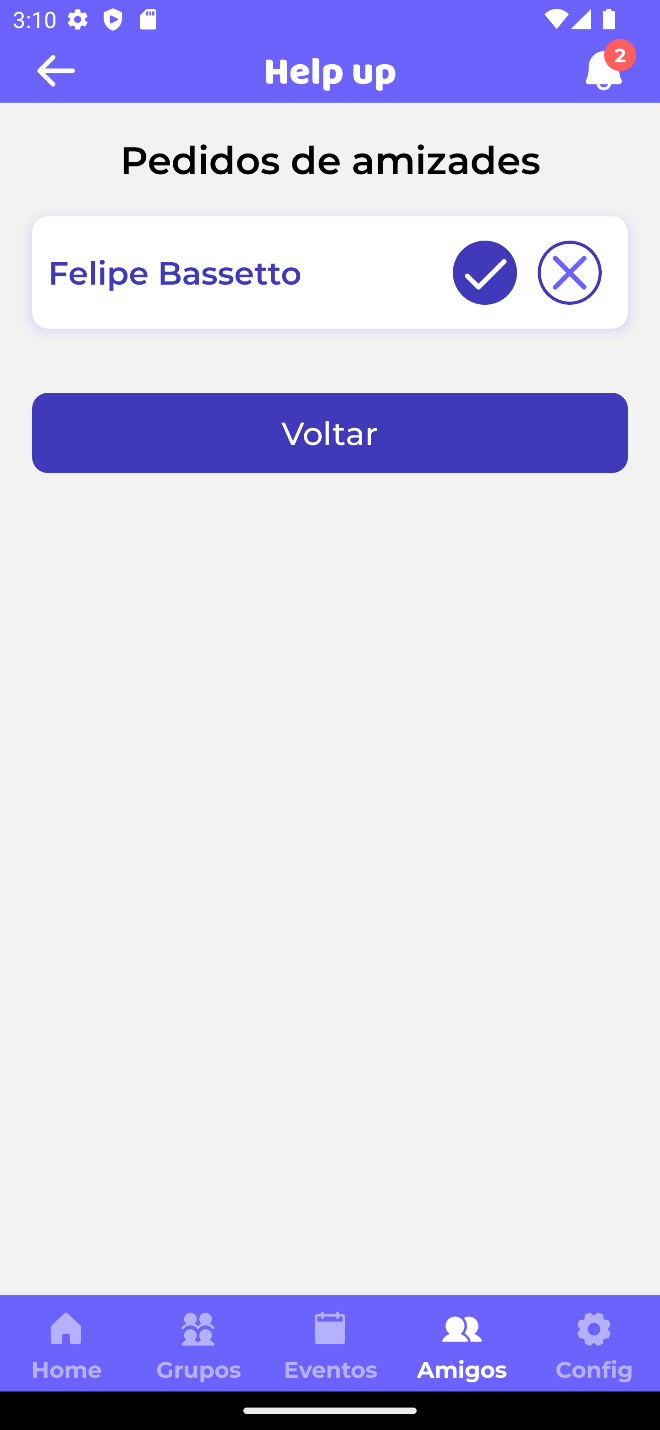 3:10
Help up
2
Pedidos de amizades
Felipe Bassetto
Voltar
Home Grupos Eventos Amigos Config